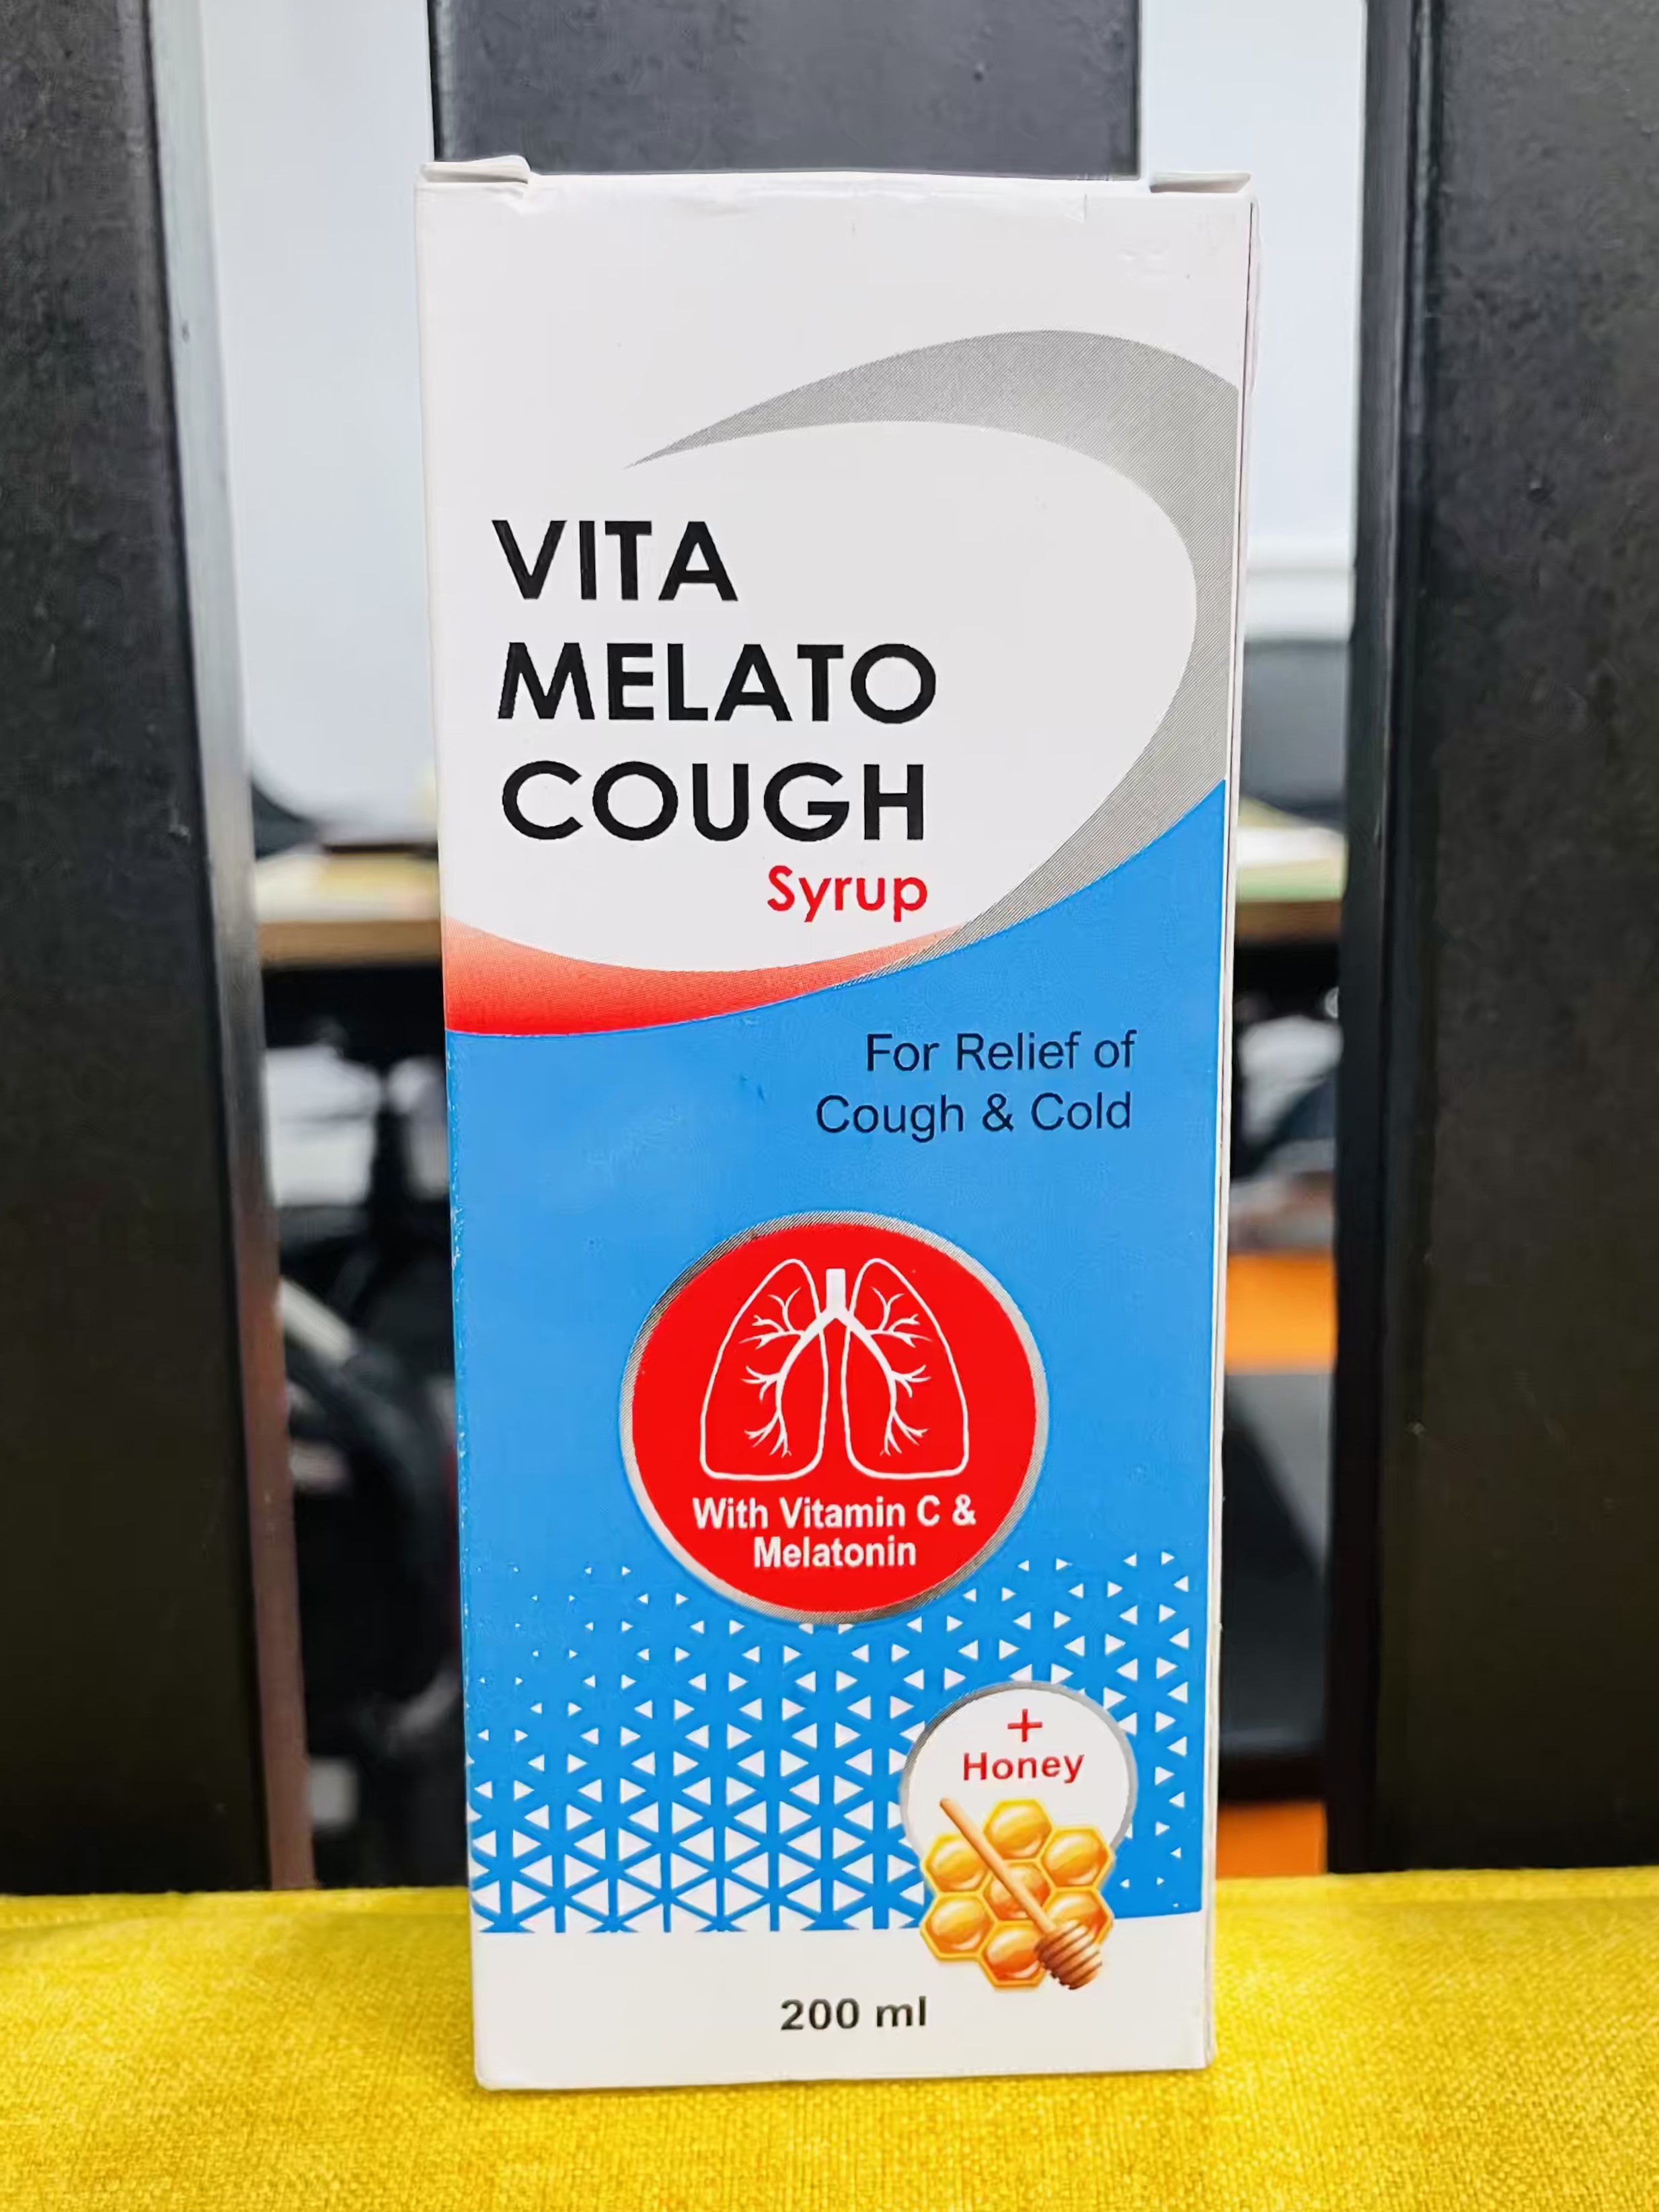 VITA
MELATO
COUGH
Syrup
For Relief of
Cough & Cold
With Vitamin C &
Melatonin
+
Honey
200 ml